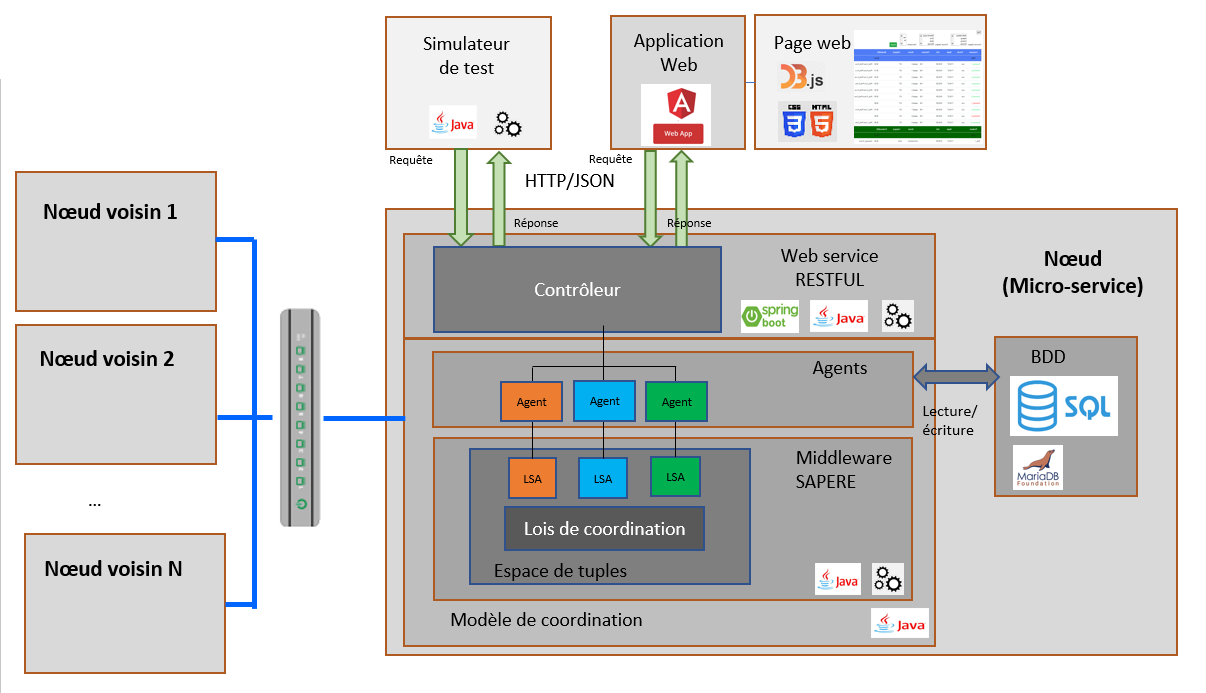 Simulateur
de test
Java
Application
Web
Web App
Page web
D3.js
CSS
HTML
3
5
Requête
Requête
HTTP/JSON
Réponse
Réponse
Nœud voisin 1
Nœud voisin 2
...
Nœud voisin N
Nœud
(Micro-service)
Web service
RESTFUL
Contrôleur
spring
boot
Java
Agents
Agent
Agent
Agent
BDD
SQL
MariaDB
Foundation
Lecture/
écriture
Middleware
SAPERE
LSA
LSA
LSA
Lois de coordination
Espace de tuples
Java
Modèle de coordination
Java